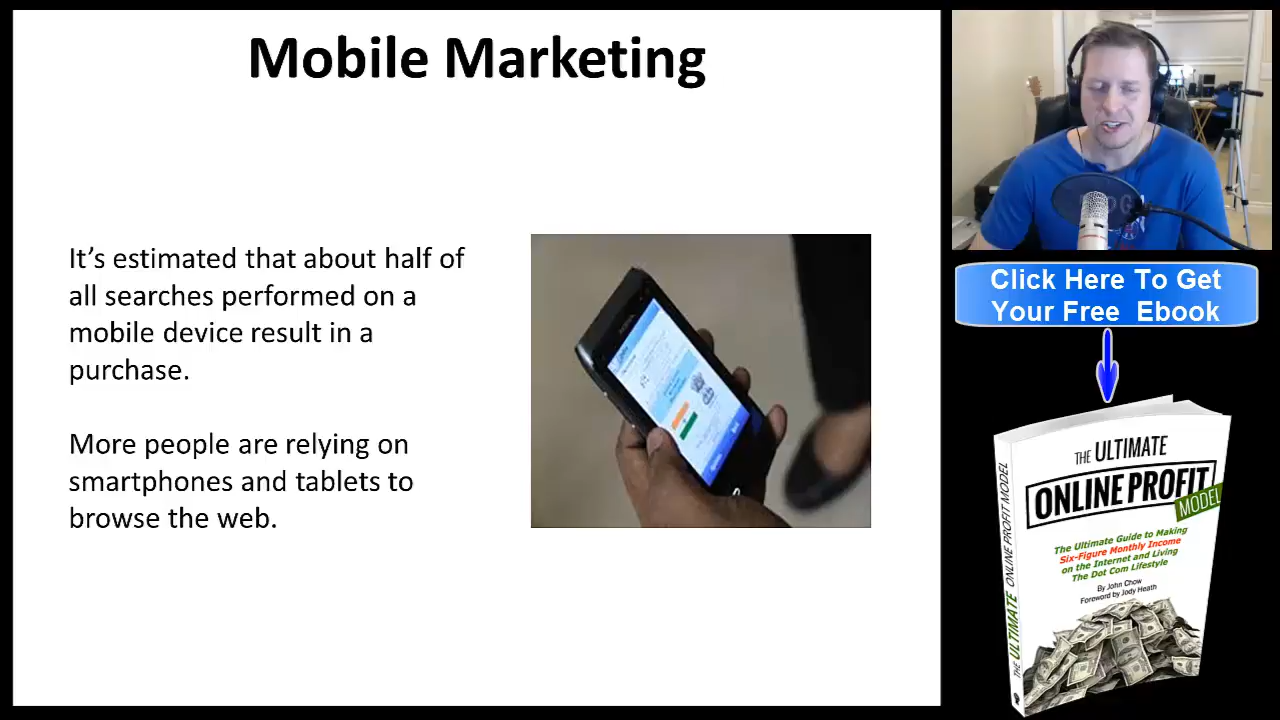 Mobile Marketing
It's estimated that about half of
all searches performed on a
mobile device result in a
purchase.
More people are relying on
smartphones and tablets to
browse the web.
Click Here To Get
Your Free Ebook
THE ULTIMATE
ONLINE PROFIT
MODEL
The Ultimate Guide to Making
Six-Figure Monthly Income
on the Internet and Living
The Dot Com Lifestyle
By John Chow
Foreword by Jody Heath
THE ULTIMATE ONLINE PROFIT MODEL